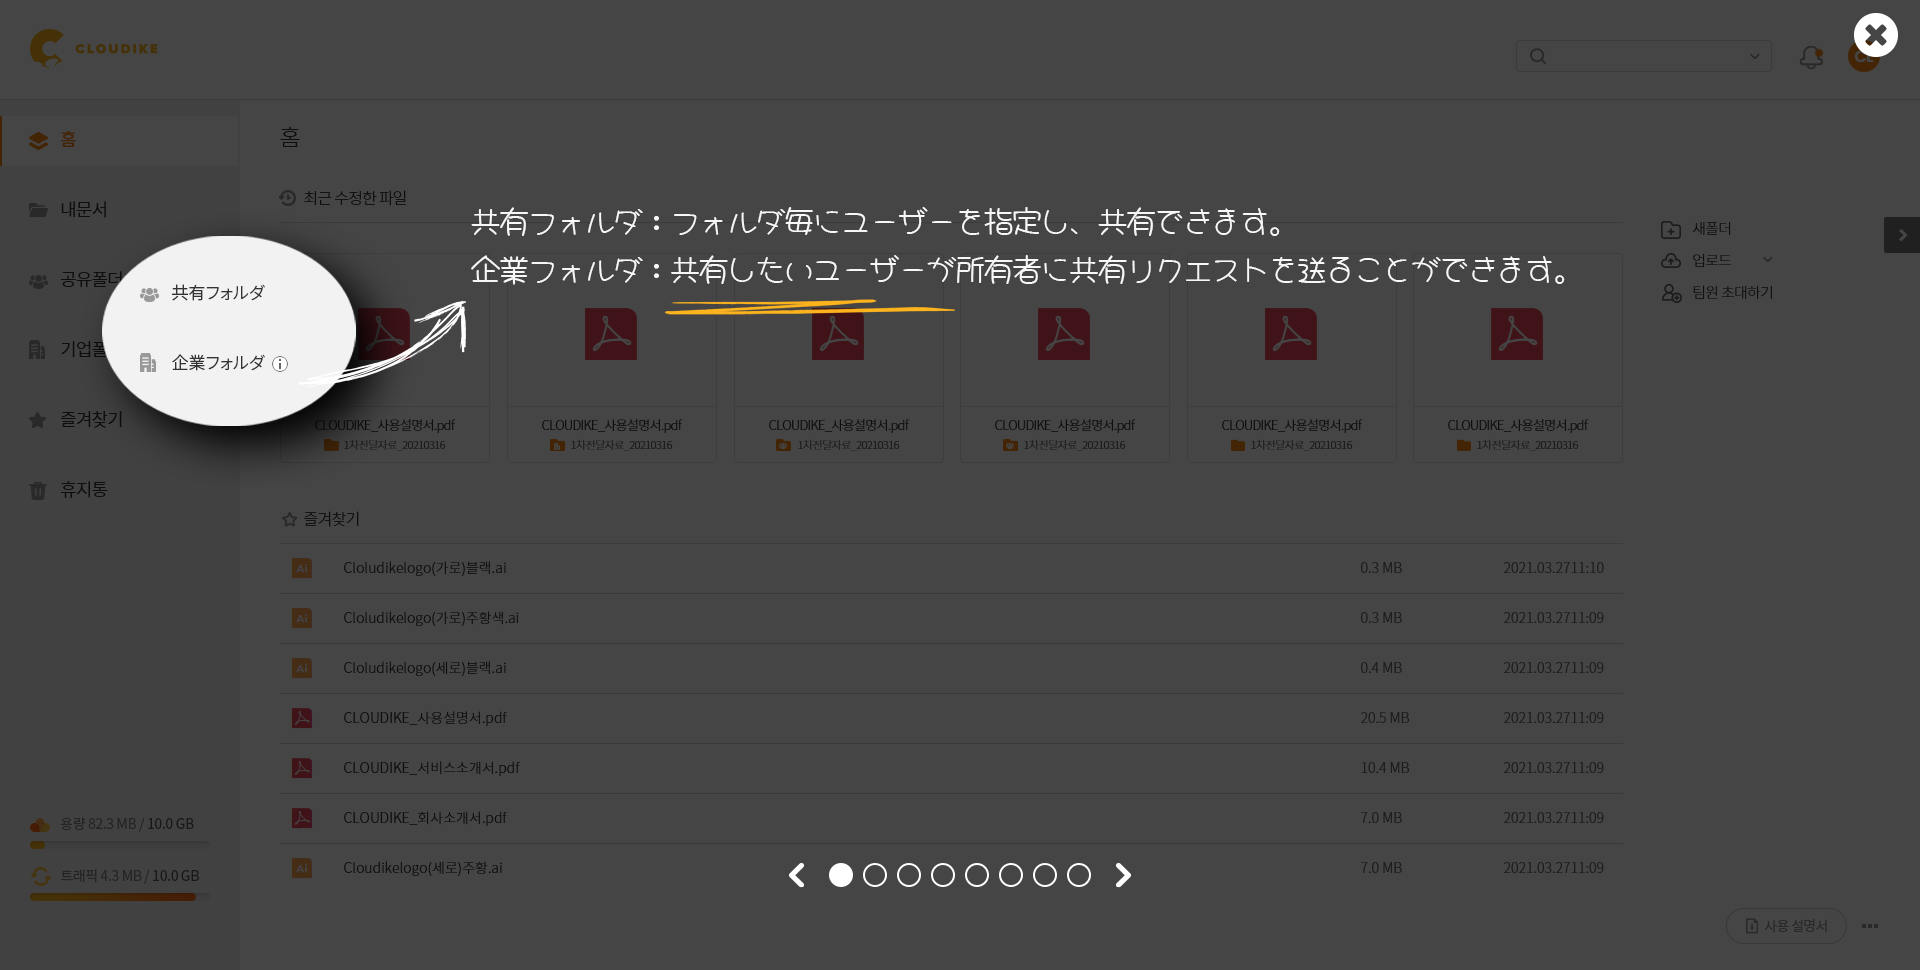 CLOUDIKE
CL
홈
홈
내문서
공유폴더
기업폴
즐겨찾기
휴지통
최근 수정한 파일
共有フォルダ：フォルダ毎にユーザーを指定し、共有できます。
企業フォルダ：共有したいユーザーが所有者に共有リクエストを送ることができます。
共有フォルダ
企業フォルダ
새폴더
업로드
팀원 초대하기
CLOUDIKE_사용설명서.pdf
1차전달자료_20210316
CLOUDIKE_사용설명서.pdf
1차전달자료_20210316
CLOUDIKE_사용설명서.pdf
1차전달자료_20210316
CLOUDIKE_사용설명서.pdf
1차전달자료_20210316
CLOUDIKE_사용설명서.pdf
1차전달자료_20210316
CLOUDIKE_사용설명서.pdf
1차전달자료_20210316
즐겨찾기
Ai Cloludikelogo(가로)블랙.ai 0.3 MB 2021.03.2711:10
Ai Cloludikelogo(가로)주황색.ai 0.3 MB 2021.03.2711:09
Ai Cloludikelogo(세로)블랙.ai 0.4 MB 2021.03.2711:09
CLOUDIKE_사용설명서.pdf 20.5 MB 2021.03.2711:09
CLOUDIKE_서비스소개서.pdf 10.4 MB 2021.03.2711:09
CLOUDIKE_회사소개서.pdf 7.0 MB 2021.03.2711:09
Ai Cloudikelogo(세로)주황.ai 7.0 MB 2021.03.2711:09
용량 82.3 MB / 10.0 GB
트래픽 4.3 MB / 10.0 GB
사용 설명서